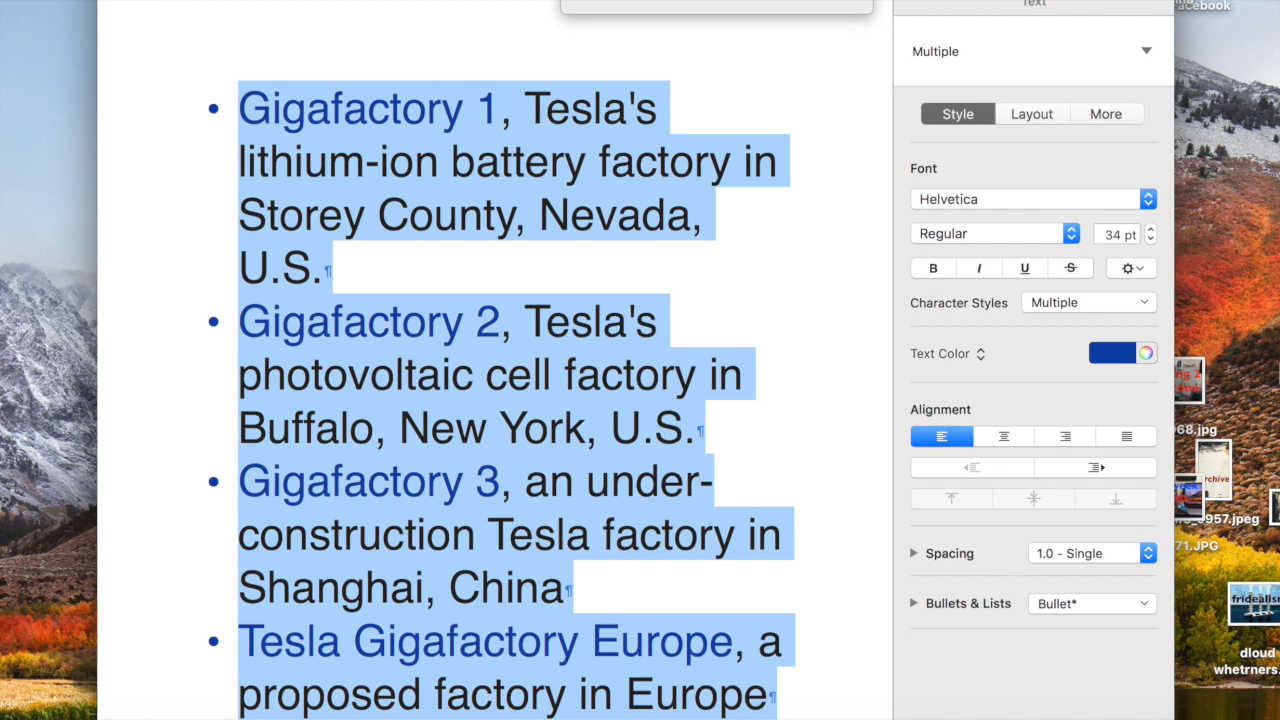 • Gigafactory 1, Tesla's
lithium-ion battery factory in
Storey County, Nevada,
U.S.¶
• Gigafactory 2, Tesla's
photovoltaic cell factory in
Buffalo, New York, U.S.¶
• Gigafactory 3, an under-
construction Tesla factory in
Shanghai, China¶
• Tesla Gigafactory Europe, a
proposed factory in Europe¶
Text
Multiple
Style Layout More
Font
Helvetica
Regular 34 pt
B I U S
Character Styles Multiple
Text Color
Alignment
Spacing 1.0 - Single
Bullets & Lists Bullet*
acebook
68.jpg
rchive
0957.jpeg
71.JPG
fridealism
dloud
whetrners.